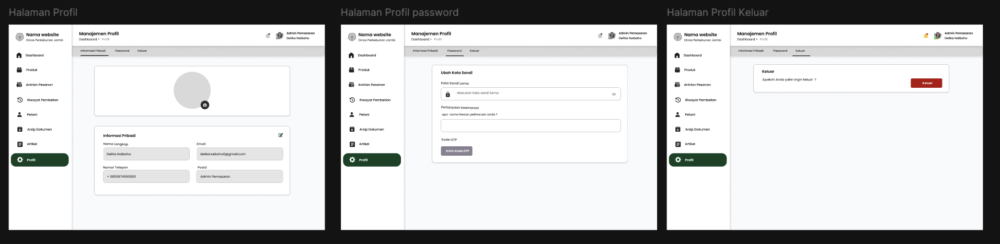 Halaman Profil
Nama website
Dinas Perkebunan Jambi
Dashboard
Produk
Antrian Pesanan
Riwayat Pembelian
Petani
Arsip Dokumen
Artikel
Profil
Manajemen Profil
Dashboard > Profil
Admin Pemasaran
Delika Naibaho
Informasi Pribadi Password Keluar
Informasi Pribadi
Nama Lengkap Email
Delika Naibaho delikanaibaho0@gmail.com
Nomor Telepon Posisi
+ 0853674590000 Admin Pemasaran
Halaman Profil password
Nama website
Dinas Perkebunan Jambi
Dashboard
Produk
Antrian Pesanan
Riwayat Pembelian
Petani
Arsip Dokumen
Artikel
Profil
Manajemen Profil
Dashboard > Profil
Admin Pemasaran
Delika Naibaho
Informasi Pribadi Password Keluar
Ubah Kata Sandi
Kata Sandi Lama
Masukan kata sandi lama
Pertanyaan keamanan
apa nama hewan peliharaan anda ?
Kode OTP
Kirim Kode OTP
Halaman Profil Keluar
Nama website
Dinas Perkebunan Jambi
Dashboard
Produk
Antrian Pesanan
Riwayat Pembelian
Petani
Arsip Dokumen
Artikel
Profil
Manajemen Profil
Dashboard > Profil
Admin Pemasaran
Delika Naibaho
Informasi Pribadi Password Keluar
Keluar
Apakah Anda yakin ingin keluar ?
Keluar